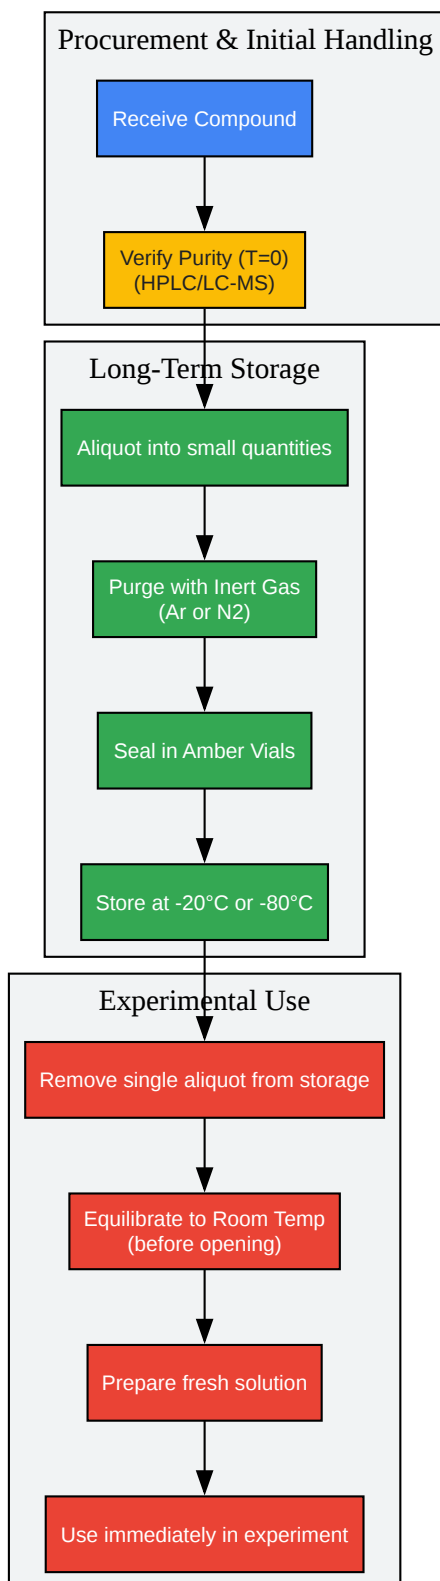 Procurement & Initial Handling
Receive Compound
Verify Purity (T=0)
(HPLC/LC-MS)
Long-Term Storage
Aliquot into small quantities
Purge with Inert Gas
(Ar or N2)
Seal in Amber Vials
Store at -20°C or -80°C
Experimental Use
Remove single aliquot from storage
Equilibrate to Room Temp
(before opening)
Prepare fresh solution
Use immediately in experiment